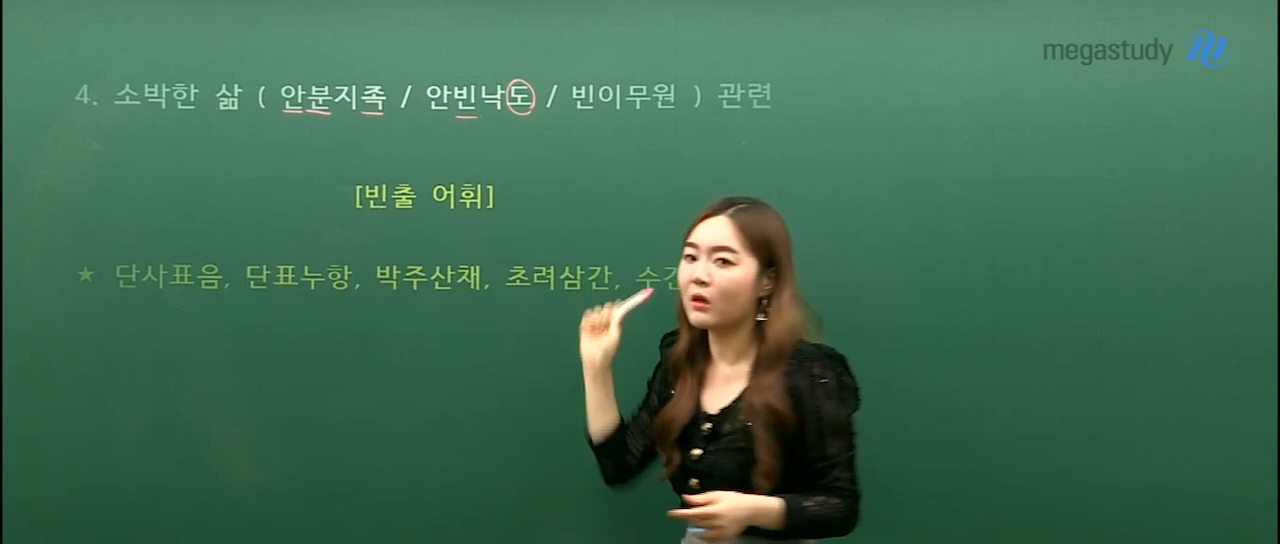 megastudy
4. 소박한 삶 ( 안분지족 / 안빈낙도 / 빈이무원 ) 관련
[빈출 어휘]
★ 단사표음, 단표누항, 박주산채, 초려삼간,